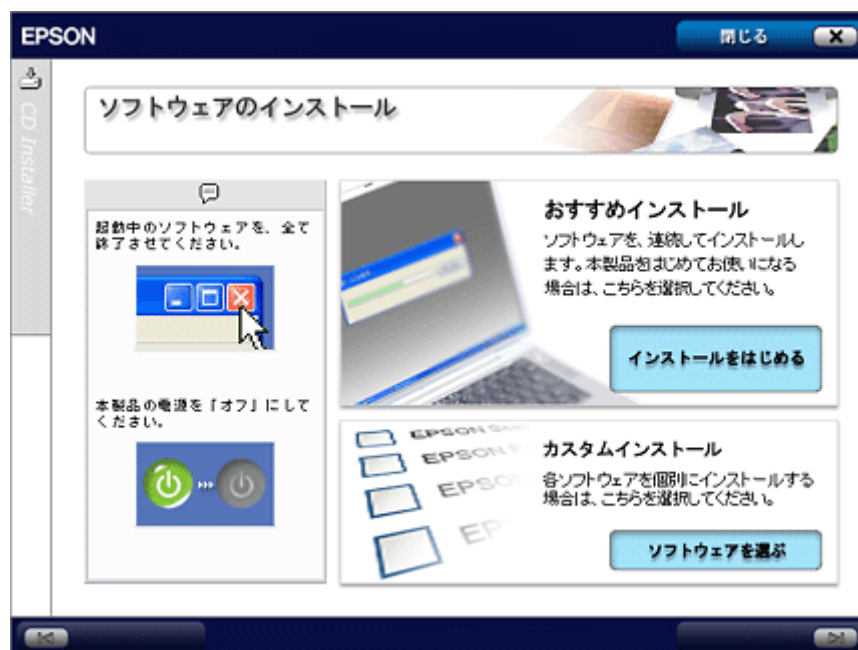 EPSON
閉じる
CD Installer
ソフトウェアのインストール
起動中のソフトウェアを、全て
終了させてください。
本製品の電源を「オフ」にして
ください。
おすすめインストール
ソフトウェアを、連続してインストールし
ます。本製品をはじめてお使いになる
場合は、こちらを選択してください。
インストールをはじめる
EPSON
EPSON
カスタムインストール
各ソフトウェアを個別にインストールする
場合は、こちらを選択してください。
ソフトウェアを選ぶ